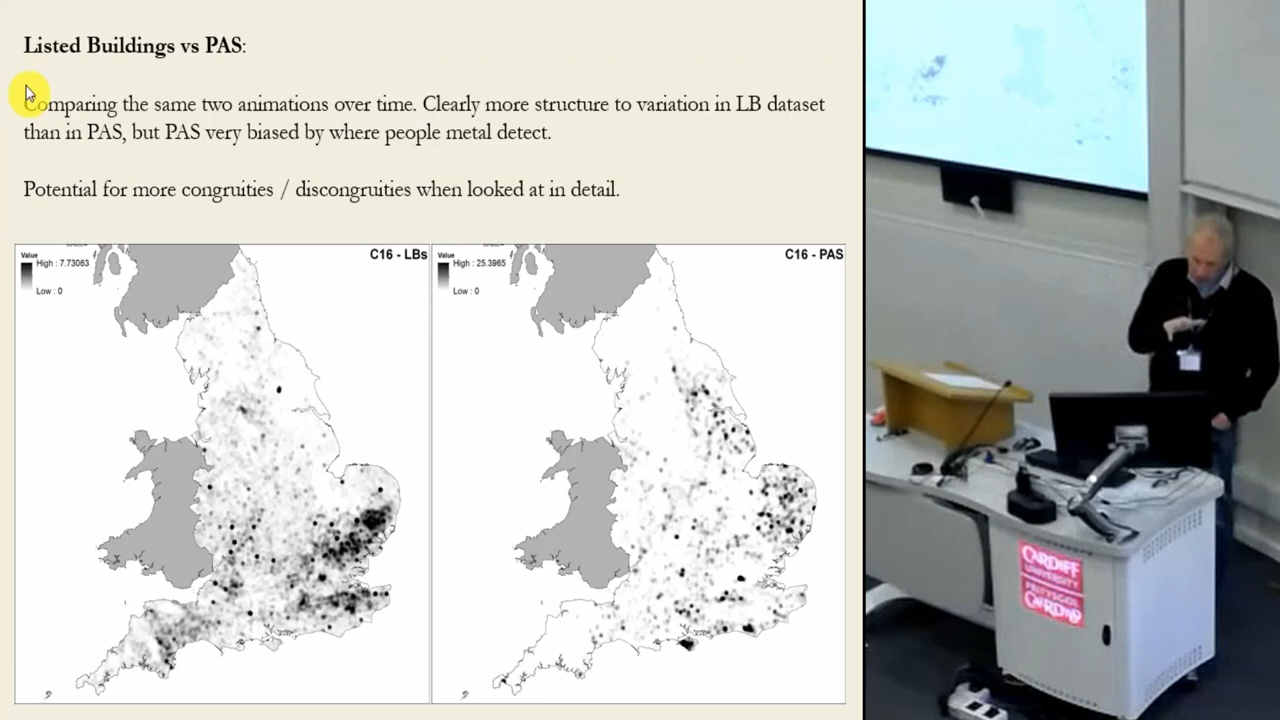 Listed Buildings vs PAS:
Comparing the same two animations over time. Clearly more structure to variation in LB dataset
than in PAS, but PAS very biased by where people metal detect.
Potential for more congruities / discongruities when looked at in detail.
Value
High : 7.73063
Low : 0
C16 - LBs
Value
High : 25.3965
Low : 0
C16 - PAS
CARDIFF
UNIVERSITY
PRIFYSGOL
CAERDYDD